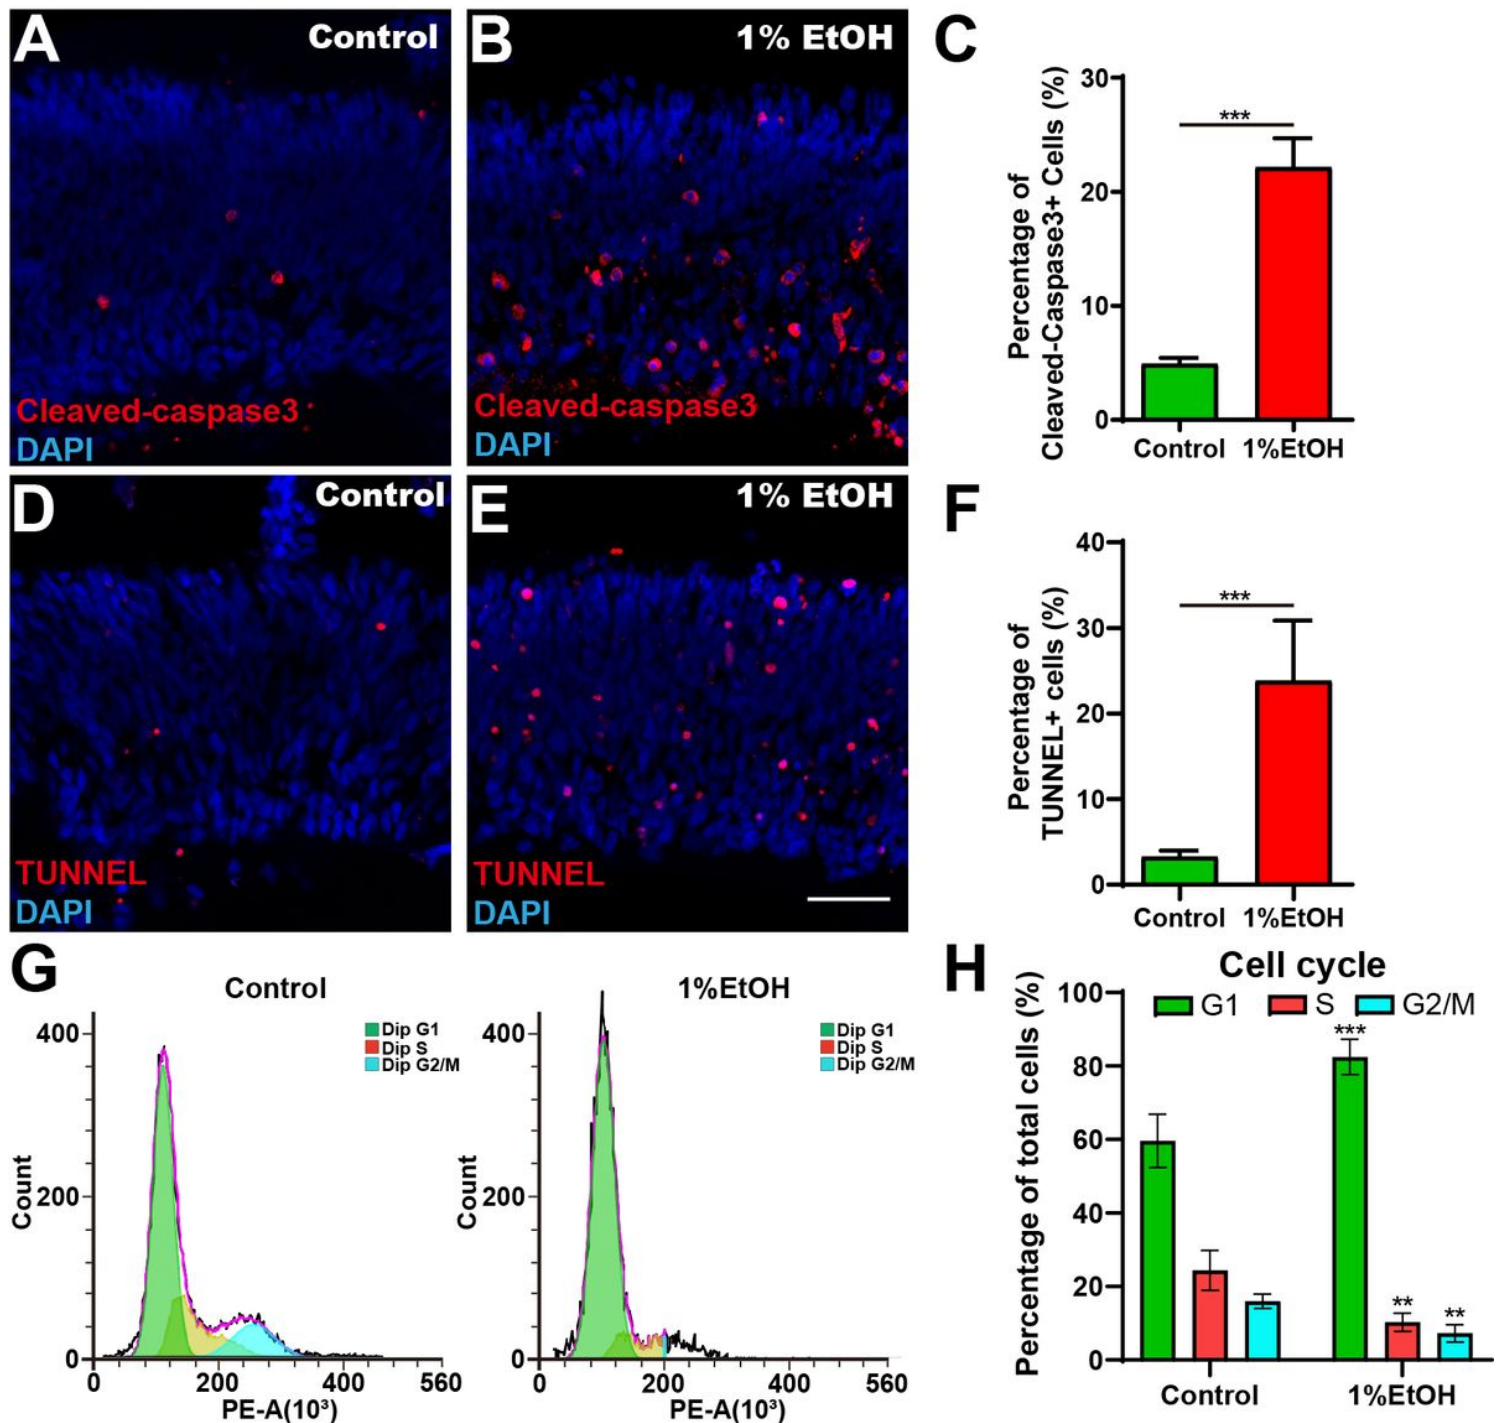 A
Control
Cleaved-caspase3
DAPI
B
1% EtOH
Cleaved-caspase3
DAPI
C
Percentage of
Cleaved-Caspase3+ Cells (%)
30
20
10
0
***
Control 1%EtOH
D
Control
TUNNEL
DAPI
E
1% EtOH
TUNNEL
DAPI
F
Percentage of
TUNNEL+ cells (%)
40
30
20
10
0
***
Control 1%EtOH
G
Control
Count
400
200
0
Dip G1
Dip S
Dip G2/M
0 200 400 560
PE-A(10³)
1%EtOH
Count
400
200
0
Dip G1
Dip S
Dip G2/M
0 200 400 560
PE-A(10³)
H
Cell cycle
Percentage of total cells (%)
100
80
60
40
20
0
G1 S G2/M
***
** **
Control 1%EtOH